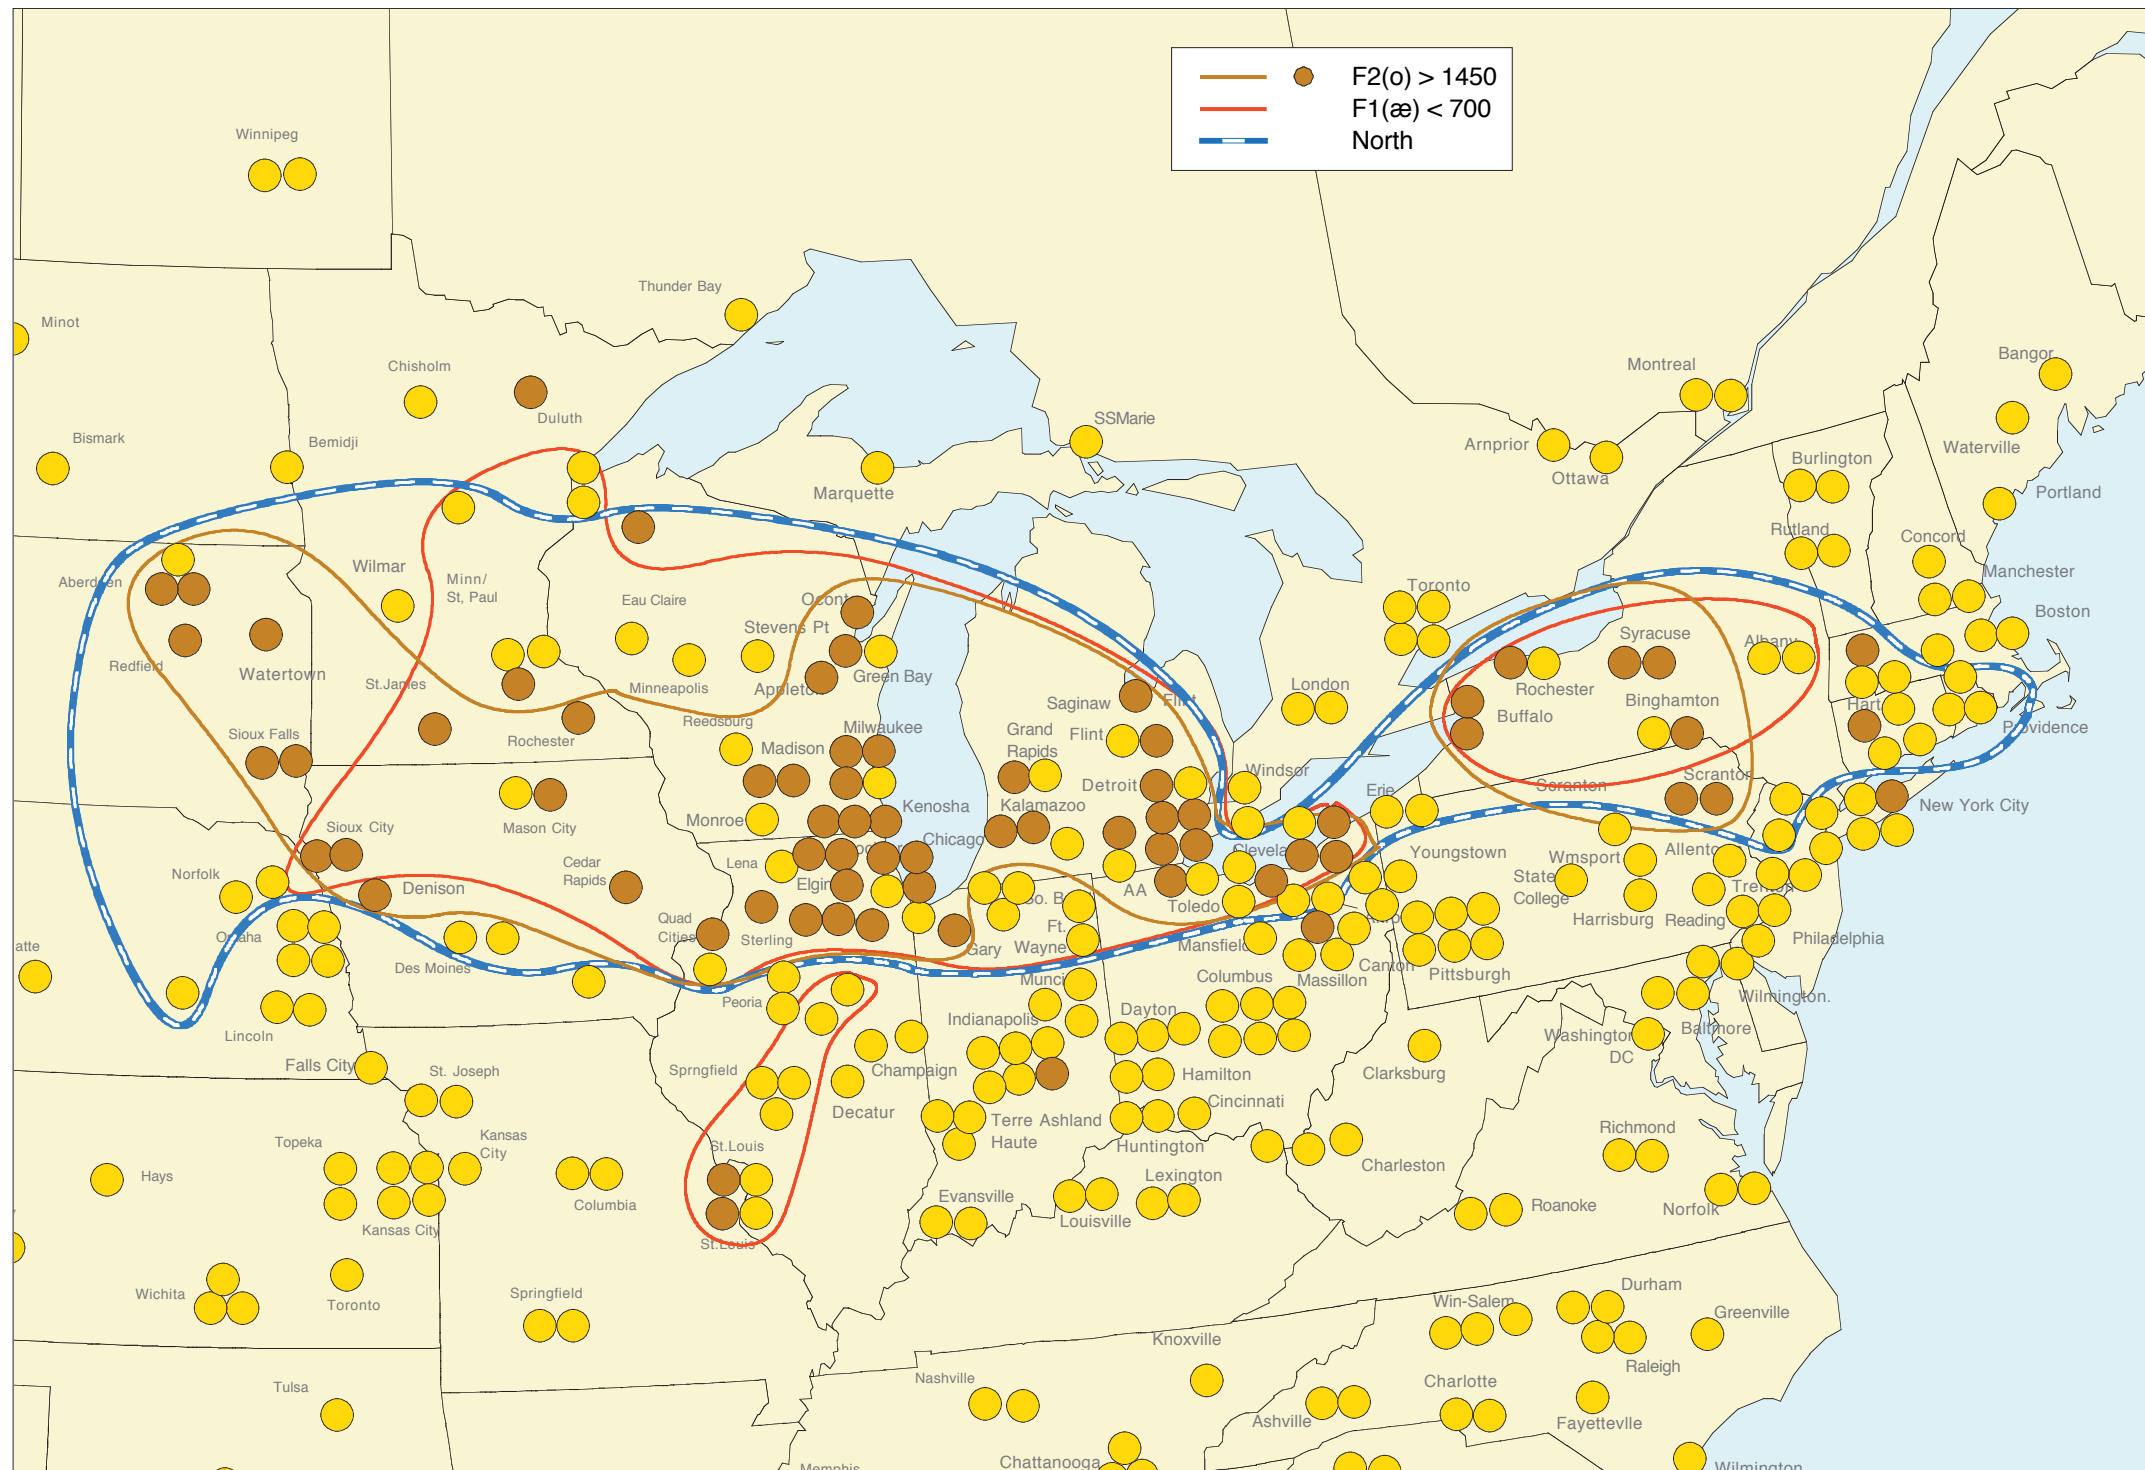 F2(o) > 1450
F1(æ) < 700
North
Winnipeg
Thunder Bay
Minot
Chisholm
Duluth
Bismark
Bemidji
SSMarie
Marquette
Montreal
Bangor
Arnprior
Ottawa
Waterville
Burlington
Portland
Rutland
Concord
Manchester
Boston
Aberdeen
Wilmar
Minn/
St, Paul
Eau Claire
Stevens Pt
Toronto
Syracuse
Albany
Redfield
Watertown
St.James
Minneapolis
Appleton
Green Bay
London
Rochester
Binghamton
Buffalo
Saginaw
Flint
Grand
Rapids
Flint
Providence
Sioux Falls
Rochester
Reedsburg
Madison
Milwaukee
Detroit
Windsor
Erie
Scranton
Scranton
New York City
Kenosha
Kalamazoo
Chicago
Monroe
Mason City
Sioux City
Lena
Elgin
Cedar
Rapids
Norfolk
Denison
Youngstown
Wmsport
State
College
Harrisburg
Reading
Trenton
Philadelphia
AA
Toledo
Quad
Cities
Sterling
Gary
Ft.
Wayne
Mansfield
Omaha
Des Moines
atte
Peoria
Columbus
Massillon
Canton
Pittsburgh
Wilmington.
Lincoln
Indianapolis
Dayton
Baltmore
Washington
DC
Falls City
St. Joseph
Sprngfield
Champaign
Decatur
Hamilton
Cincinnati
Clarksburg
Terre
Haute
Ashland
Huntington
Topeka
Kansas
City
St.Louis
Richmond
Hays
Columbia
Charleston
Lexington
Evansville
Louisville
Roanoke
Norfolk
Kansas City
St.Louis
Wichita
Toronto
Springfield
Durham
Win-Salem
Greenville
Knoxville
Raleigh
Nashville
Charlotte
Tulsa
Ashville
Fayettevlle
Chattanooga
Memphis
Wilmington